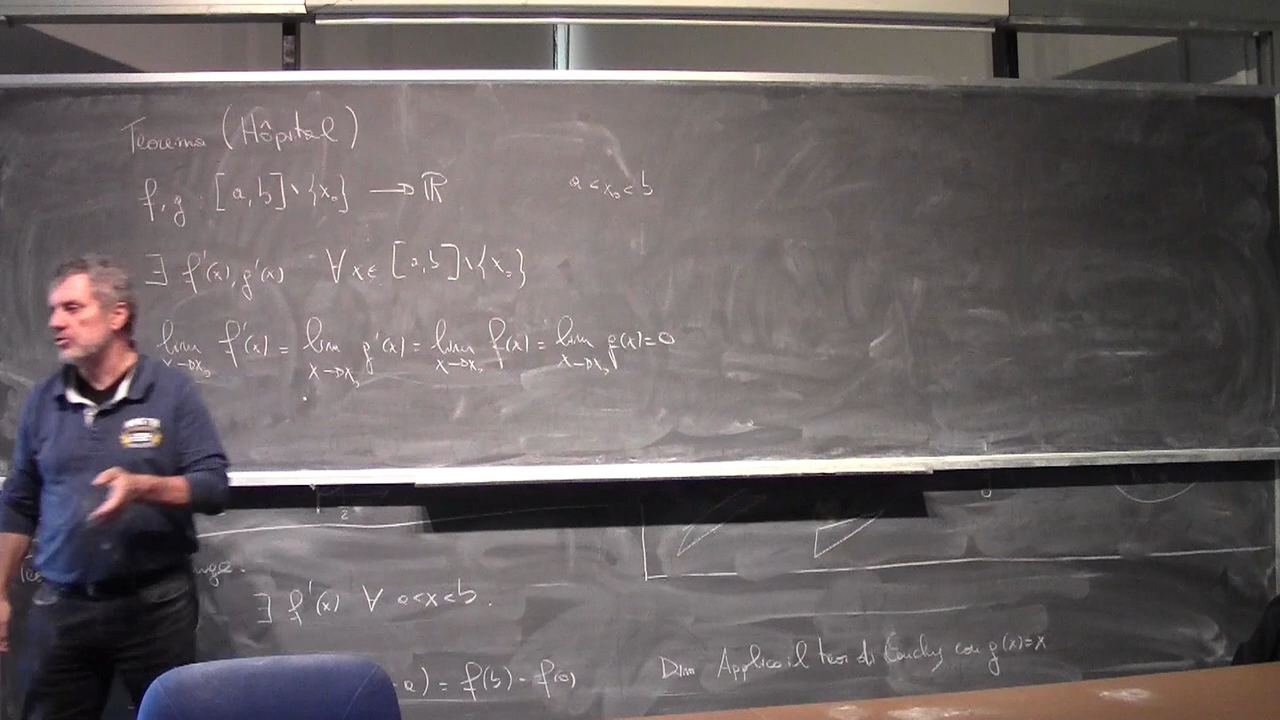 Teorema (Hôpital)
f, g : [a, b] \ {x₀} → ℝ a < x₀ < b
∃ f'(x), g'(x) ∀ x ∈ [a, b] \ {x₀}
lim f'(x) = lim g'(x) = lim f(x) = lim g(x) = 0
x→x₀ x→x₀ x→x₀ x→x₀
2
∃ f'(x) ∀ a<x<b.
a) = f(b) - f(a)
Dim Applico il teor di Cauchy con g(x)=x